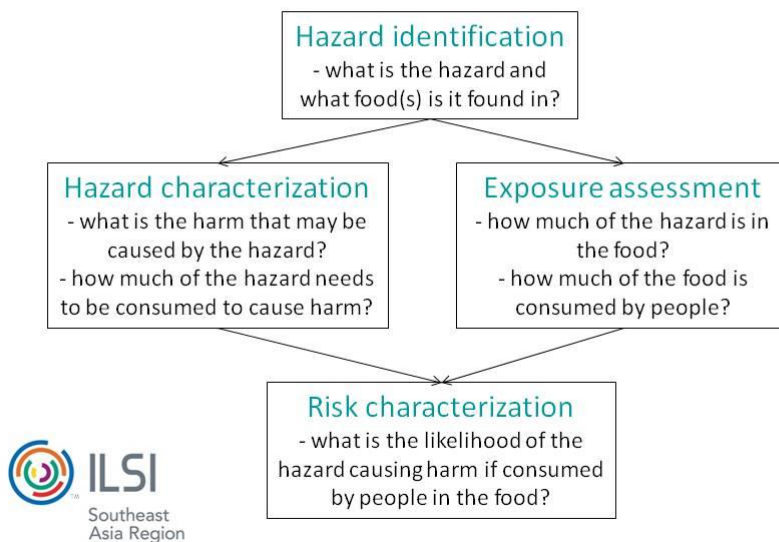 Hazard identification
- what is the hazard and
what food(s) is it found in?
Hazard characterization
- what is the harm that may be
caused by the hazard?
- how much of the hazard needs
to be consumed to cause harm?
Exposure assessment
- how much of the hazard is in
the food?
- how much of the food is
consumed by people?
Risk characterization
- what is the likelihood of the
hazard causing harm if consumed
by people in the food?
TM
ILSI
Southeast
Asia Region